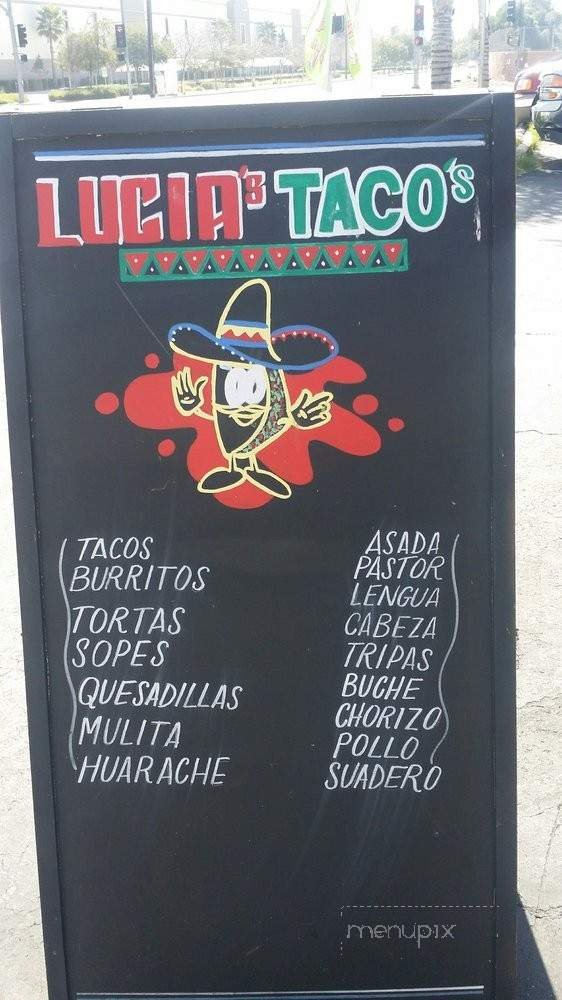 LUCIA'S TACO'S
TACOS
BURRITOS
TORTAS
SOPES
QUESADILLAS
MULITA
HUARACHE
ASADA
PASTOR
LENGUA
CABEZA
TRIPAS
BUCHE
CHORIZO
POLLO
SUADERO
menupix